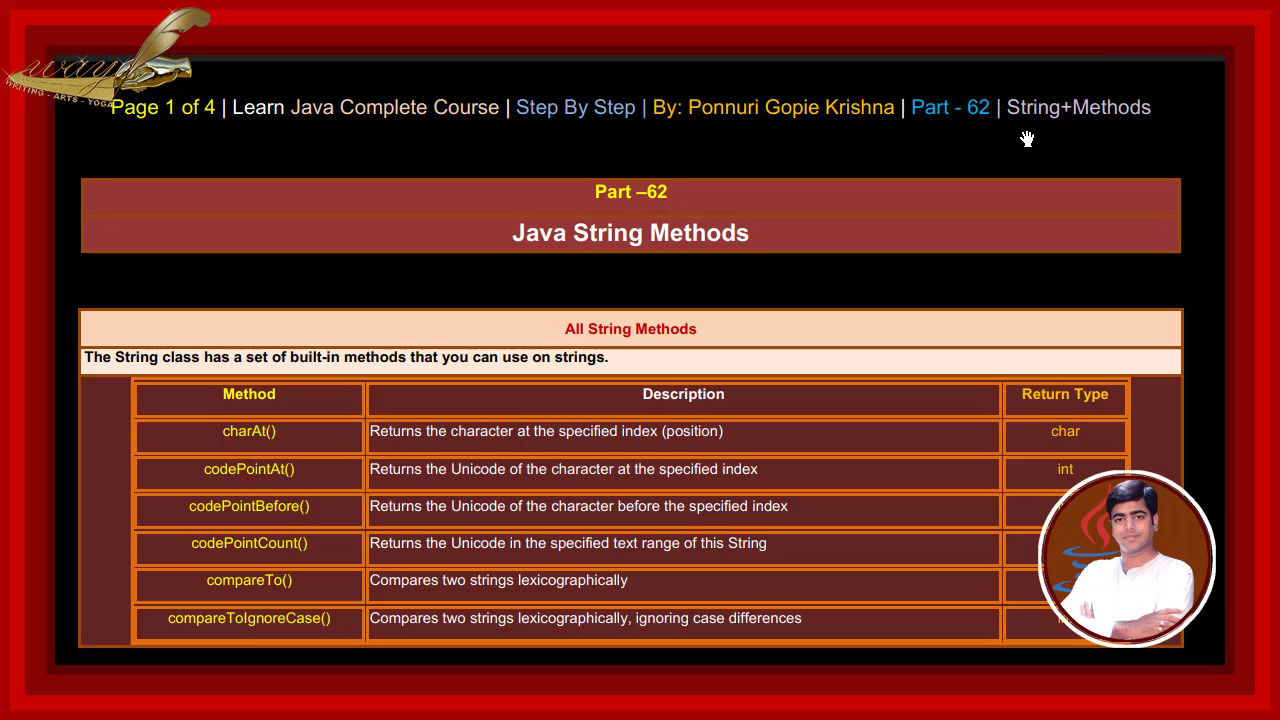 way
WRITING - ARTS - YOGA
Page 1 of 4 | Learn Java Complete Course | Step By Step | By: Ponnuri Gopie Krishna | Part - 62 | String+Methods
Part –62
Java String Methods
All String Methods
The String class has a set of built-in methods that you can use on strings.
Method Description Return Type
charAt() Returns the character at the specified index (position) char
codePointAt() Returns the Unicode of the character at the specified index int
codePointBefore() Returns the Unicode of the character before the specified index
codePointCount() Returns the Unicode in the specified text range of this String
compareTo() Compares two strings lexicographically
compareToIgnoreCase() Compares two strings lexicographically, ignoring case differences